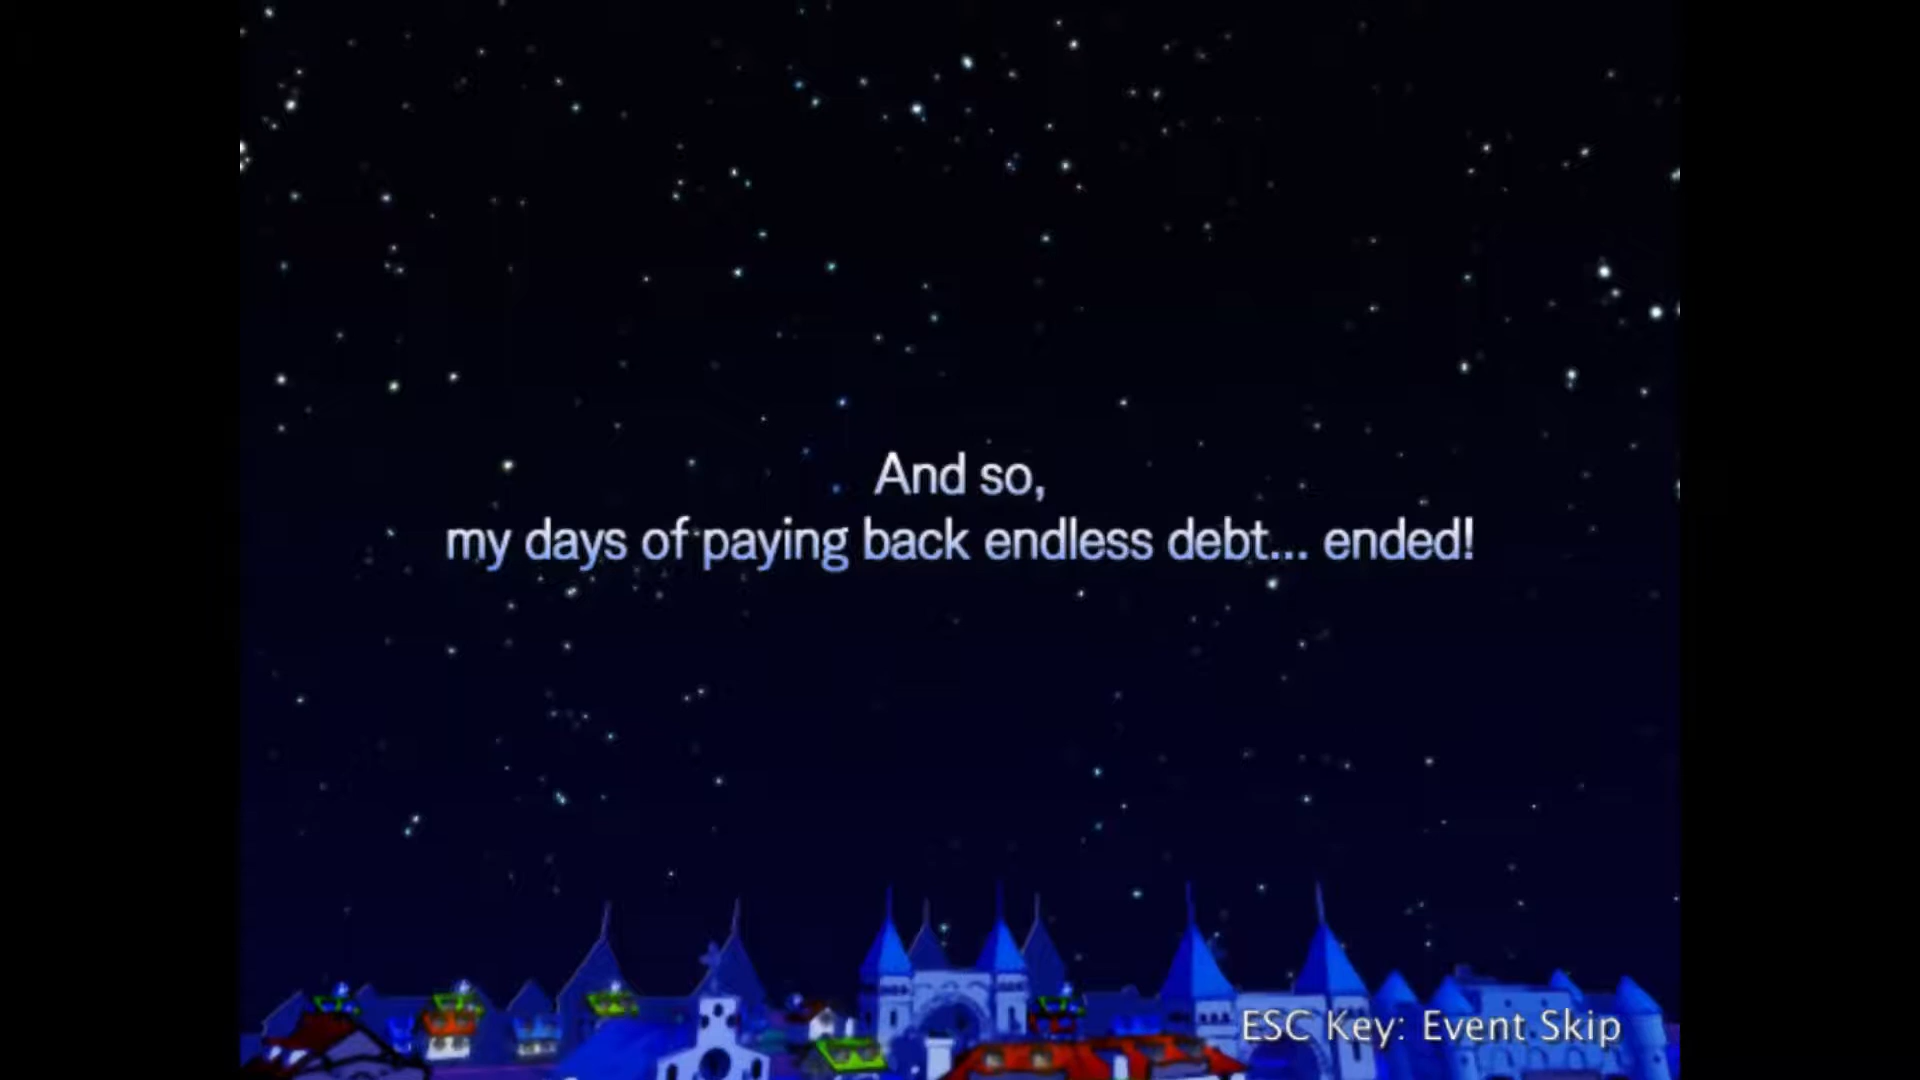 And so,
my days of paying back endless debt... ended!
ESC Key: Event Skip